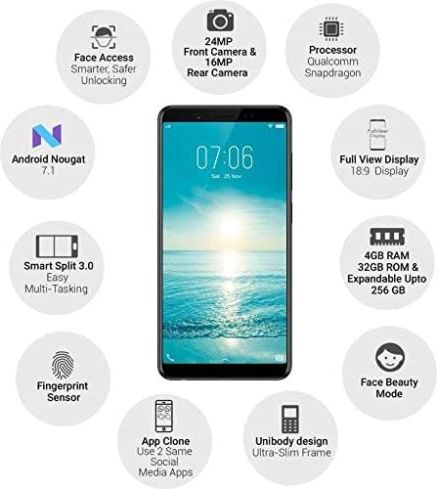 Face Access
Smarter, Safer
Unlocking
24MP
Front Camera &
16MP
Rear Camera
Processor
Qualcomm
Snapdragon
Android Nougat
7.1
07:06
Sat, 25 Nov
FullView
Display
Full View Display
18:9 Display
Smart Split 3.0
Easy
Multi-Tasking
4GB RAM
32GB ROM &
Expandable Upto
256 GB
Fingerprint
Sensor
Face Beauty
Mode
App Clone
Use 2 Same
Social
Media Apps
Unibody design
Ultra-Slim Frame